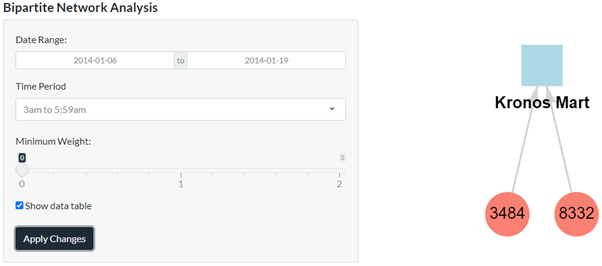 Bipartite Network Analysis
Date Range:
2014-01-06 to 2014-01-19
Time Period
3am to 5:59am
Minimum Weight:
0 2
0 1 2
Show data table
Apply Changes
Kronos Mart
3484 8332